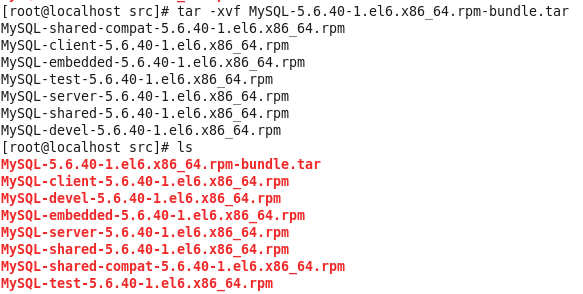 [root@localhost src]# tar -xvf MySQL-5.6.40-1.el6.x86_64.rpm-bundle.tar
MySQL-shared-compat-5.6.40-1.el6.x86_64.rpm
MySQL-client-5.6.40-1.el6.x86_64.rpm
MySQL-embedded-5.6.40-1.el6.x86_64.rpm
MySQL-test-5.6.40-1.el6.x86_64.rpm
MySQL-server-5.6.40-1.el6.x86_64.rpm
MySQL-shared-5.6.40-1.el6.x86_64.rpm
MySQL-devel-5.6.40-1.el6.x86_64.rpm
[root@localhost src]# ls
MySQL-5.6.40-1.el6.x86_64.rpm-bundle.tar
MySQL-client-5.6.40-1.el6.x86_64.rpm
MySQL-devel-5.6.40-1.el6.x86_64.rpm
MySQL-embedded-5.6.40-1.el6.x86_64.rpm
MySQL-server-5.6.40-1.el6.x86_64.rpm
MySQL-shared-5.6.40-1.el6.x86_64.rpm
MySQL-shared-compat-5.6.40-1.el6.x86_64.rpm
MySQL-test-5.6.40-1.el6.x86_64.rpm